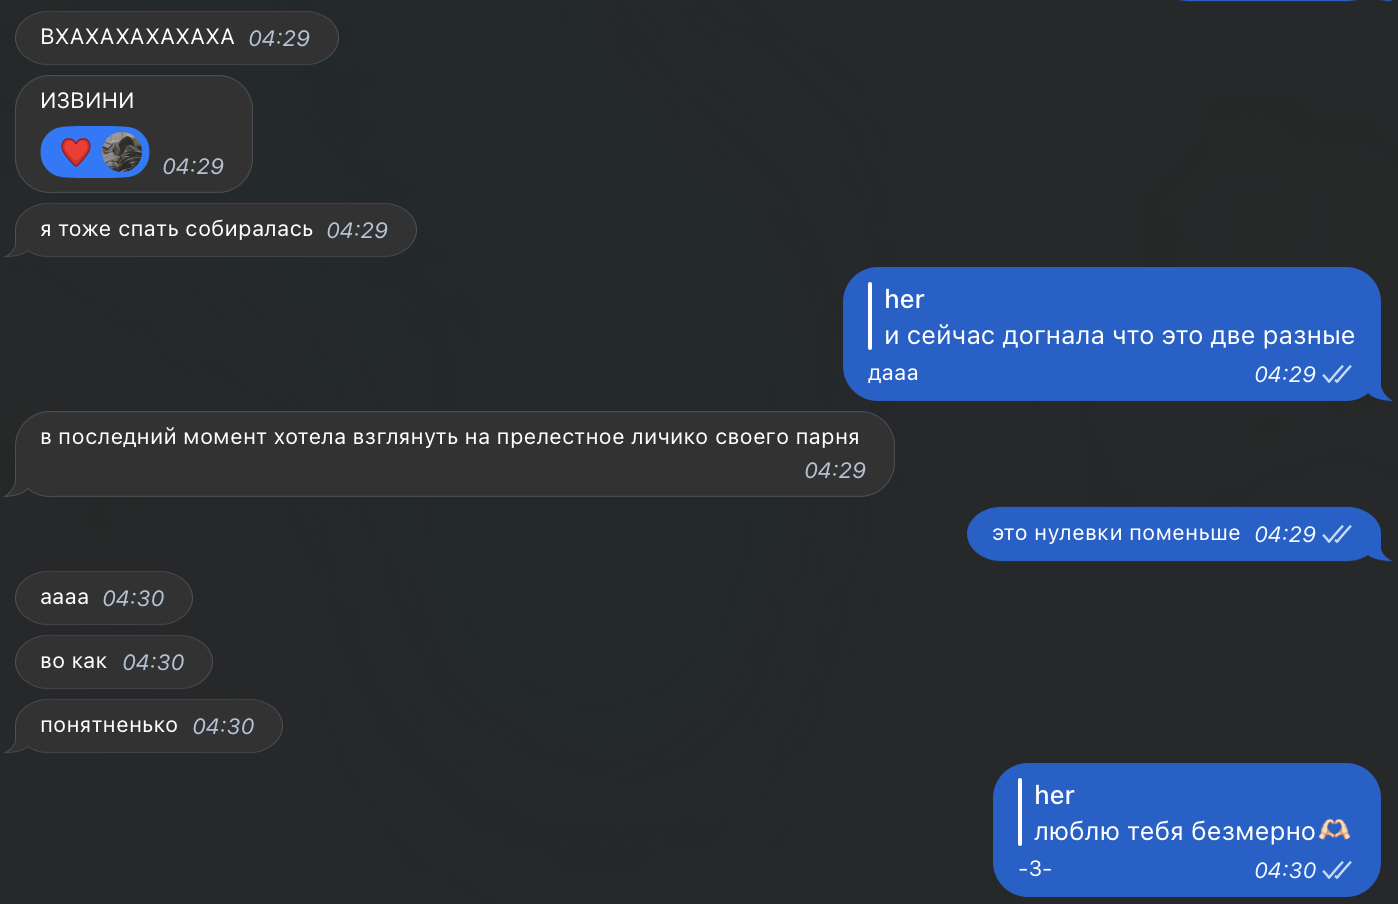 ВХАХАХАХАХАХА 04:29
ИЗВИНИ
❤️ 04:29
я тоже спать собиралась 04:29
her
и сейчас догнала что это две разные
дааа 04:29
в последний момент хотела взглянуть на прелестное личико своего парня
04:29
это нулевки поменьше 04:29
аааа 04:30
во как 04:30
понятненько 04:30
her
люблю тебя безмерно🫶🏻
-3- 04:30